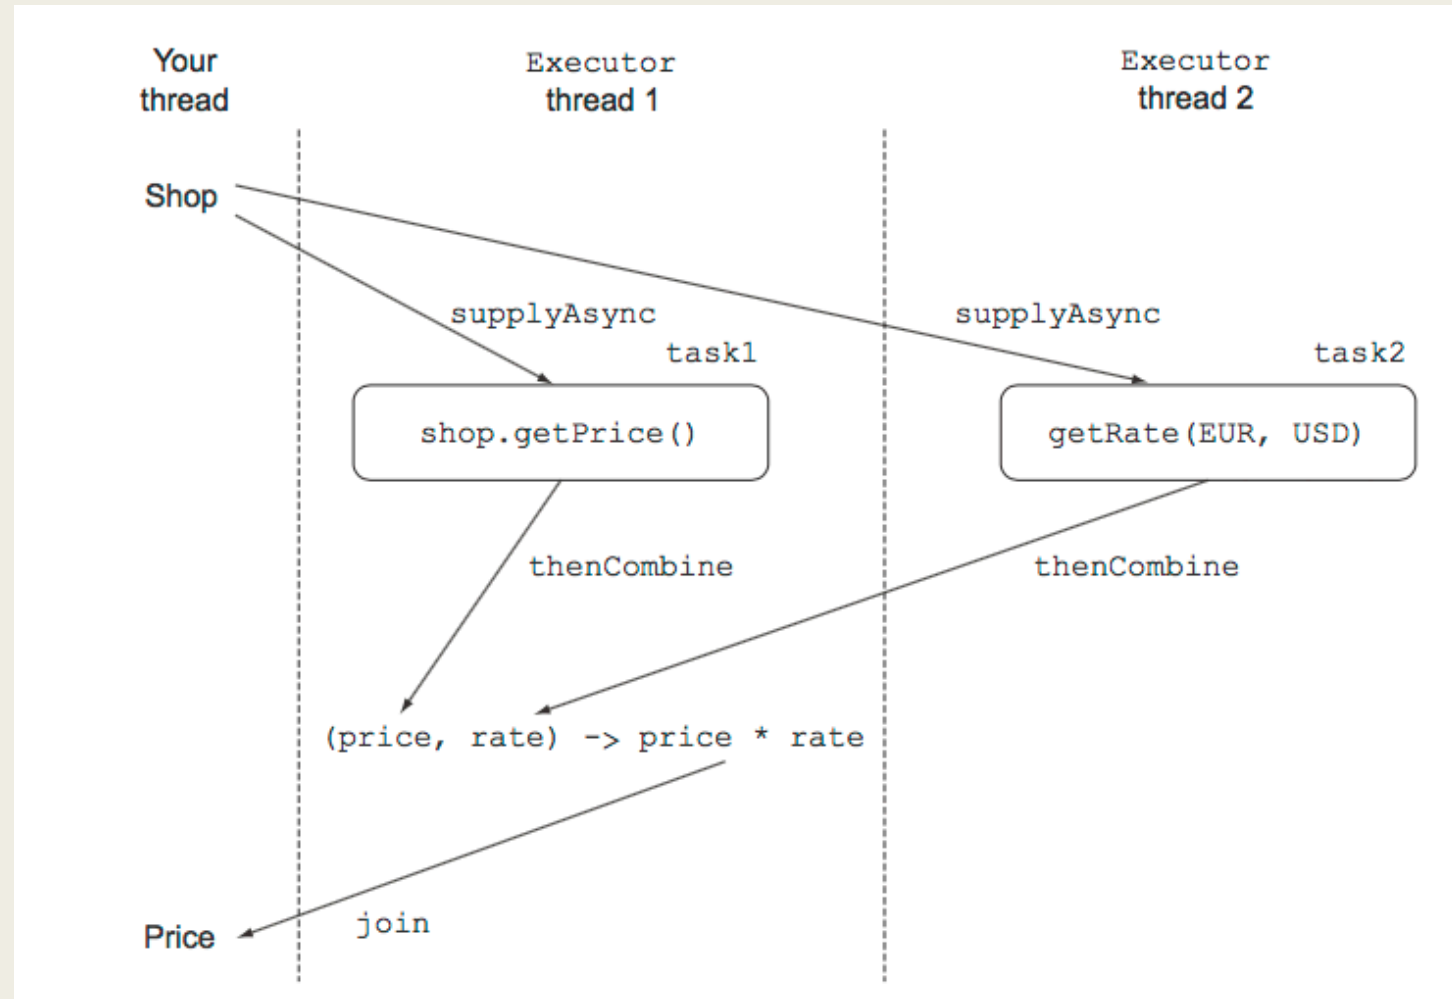 Your
thread
Executor
thread 1
Executor
thread 2
Shop
supplyAsync
supplyAsync
task1
task2
shop.getPrice()
getRate(EUR, USD)
thenCombine
thenCombine
(price, rate) -> price * rate
join
Price